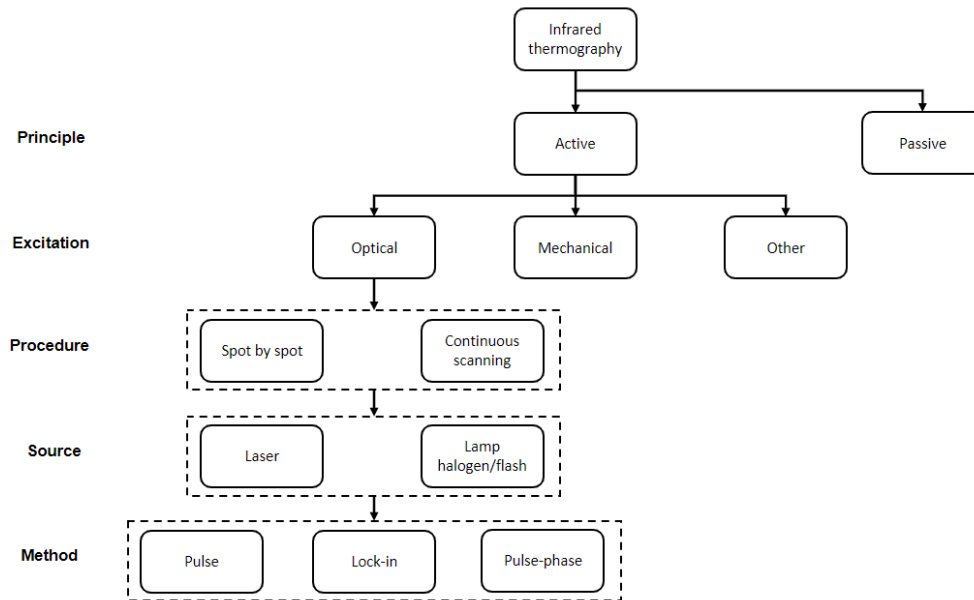 Infrared
thermography
Principle
Active
Passive
Excitation
Optical
Mechanical
Other
Procedure
Spot by spot
Continuous
scanning
Source
Laser
Lamp
halogen/flash
Method
Pulse
Lock-in
Pulse-phase